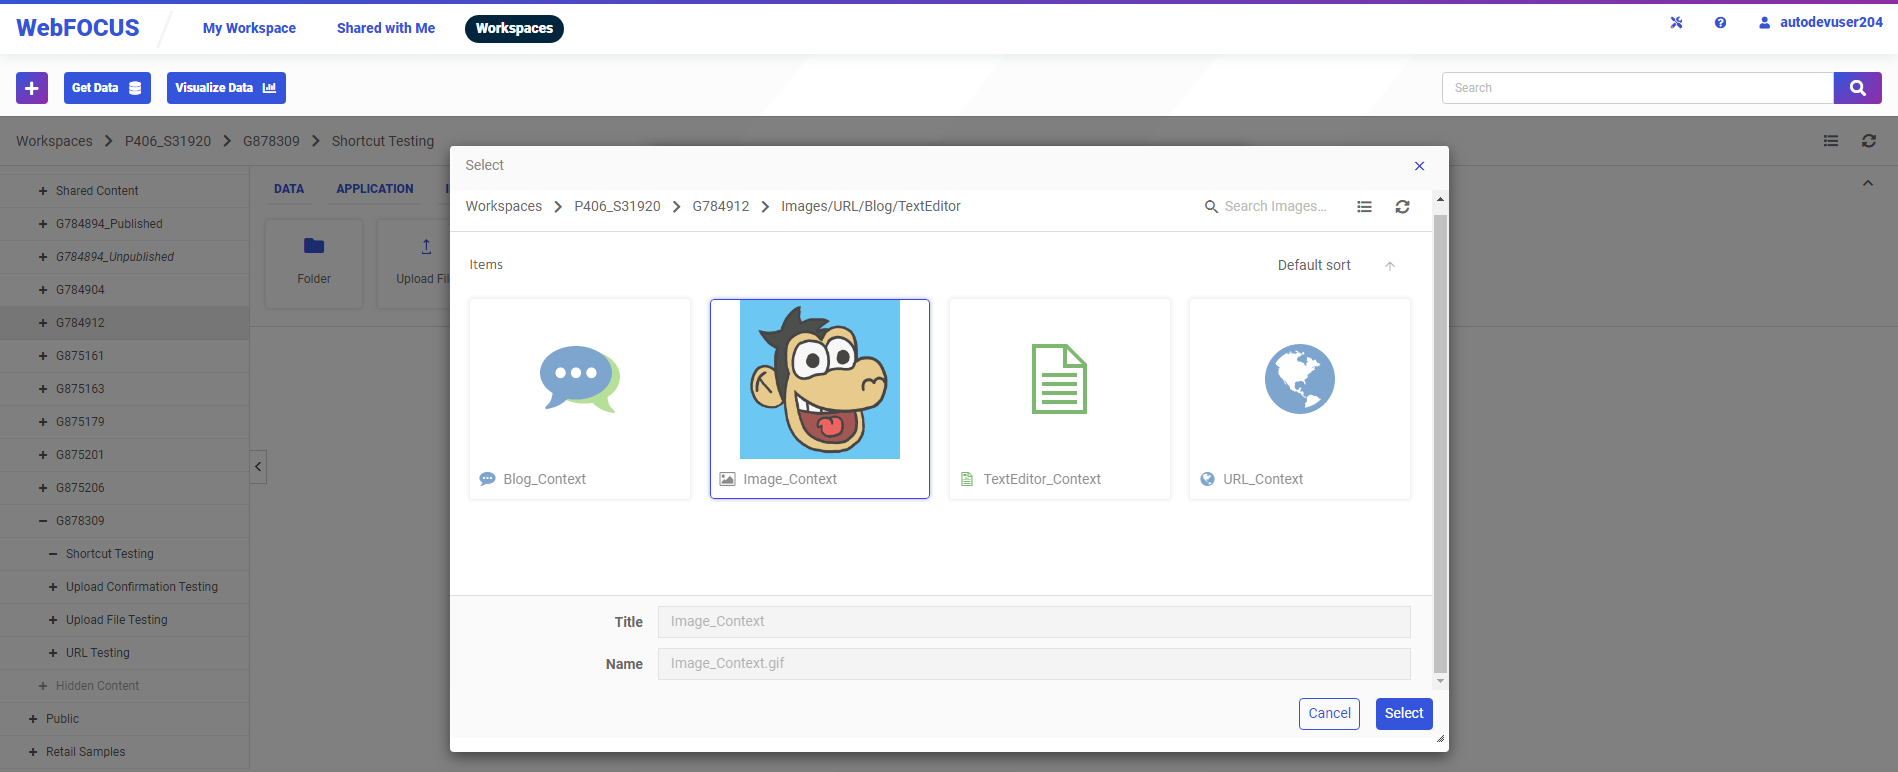 WebFOCUS
My Workspace
Shared with Me
Workspaces
autodevuser204
Get Data
Visualize Data
Search
Workspaces P406_S31920 G878309 Shortcut Testing
Shared Content
G784894_Published
G784894_Unpublished
G784904
G784912
G875161
G875163
G875179
G875201
G875206
G878309
Shortcut Testing
Upload Confirmation Testing
Upload File Testing
URL Testing
Hidden Content
Public
Retail Samples
DATA
APPLICATION
Folder
Upload Fil
Select
Workspaces P406_S31920 G784912 Images/URL/Blog/TextEditor
Search Images...
Items
Default sort
Blog_Context
Image_Context
TextEditor_Context
URL_Context
Title
Image_Context
Name
Image_Context.gif
Cancel
Select